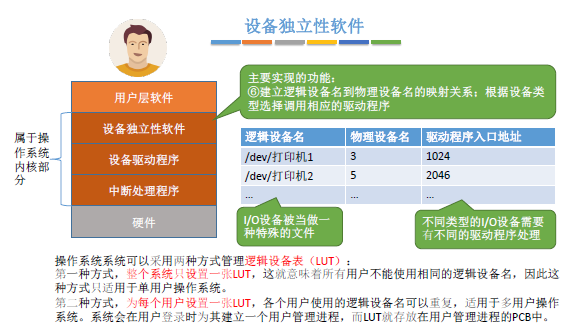 设备独立性软件
主要实现的功能:
⑥建立逻辑设备名到物理设备名的映射关系;根据设备类
型选择调用相应的驱动程序
用户层软件
设备独立性软件
设备驱动程序
中断处理程序
硬件
属于操
作系统
内核部
分
逻辑设备名 物理设备名 驱动程序入口地址
/dev/打印机1 3 1024
/dev/打印机2 5 2046
... ... ...
I/O设备被当做一
种特殊的文件
不同类型的I/O设备需要
有不同的驱动程序处理
操作系统系统可以采用两种方式管理逻辑设备表(LUT):
第一种方式,整个系统只设置一张LUT,这就意味着所有用户不能使用相同的逻辑设备名,因此这
种方式只适用于单用户操作系统。
第二种方式,为每个用户设置一张LUT,各个用户使用的逻辑设备名可以重复,适用于多用户操作
系统。系统会在用户登录时为其建立一个用户管理进程,而LUT就存放在用户管理进程的PCB中。